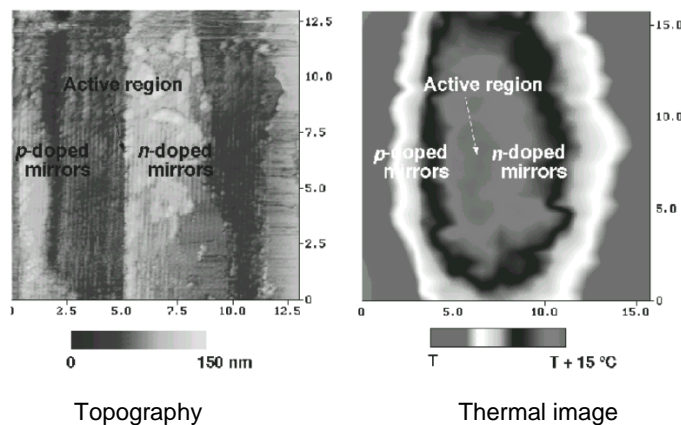 12.5
10.0
7.5
5.0
2.5
0
Active region
p-doped
mirrors
n-doped
mirrors
2.5
5.0
7.5
10.0
12.5
0
150 nm
Topography
15.0
10.0
5.0
0
Active region
p-doped
mirrors
n-doped
mirrors
0
5.0
10.0
15.0
T
T + 15 °C
Thermal image